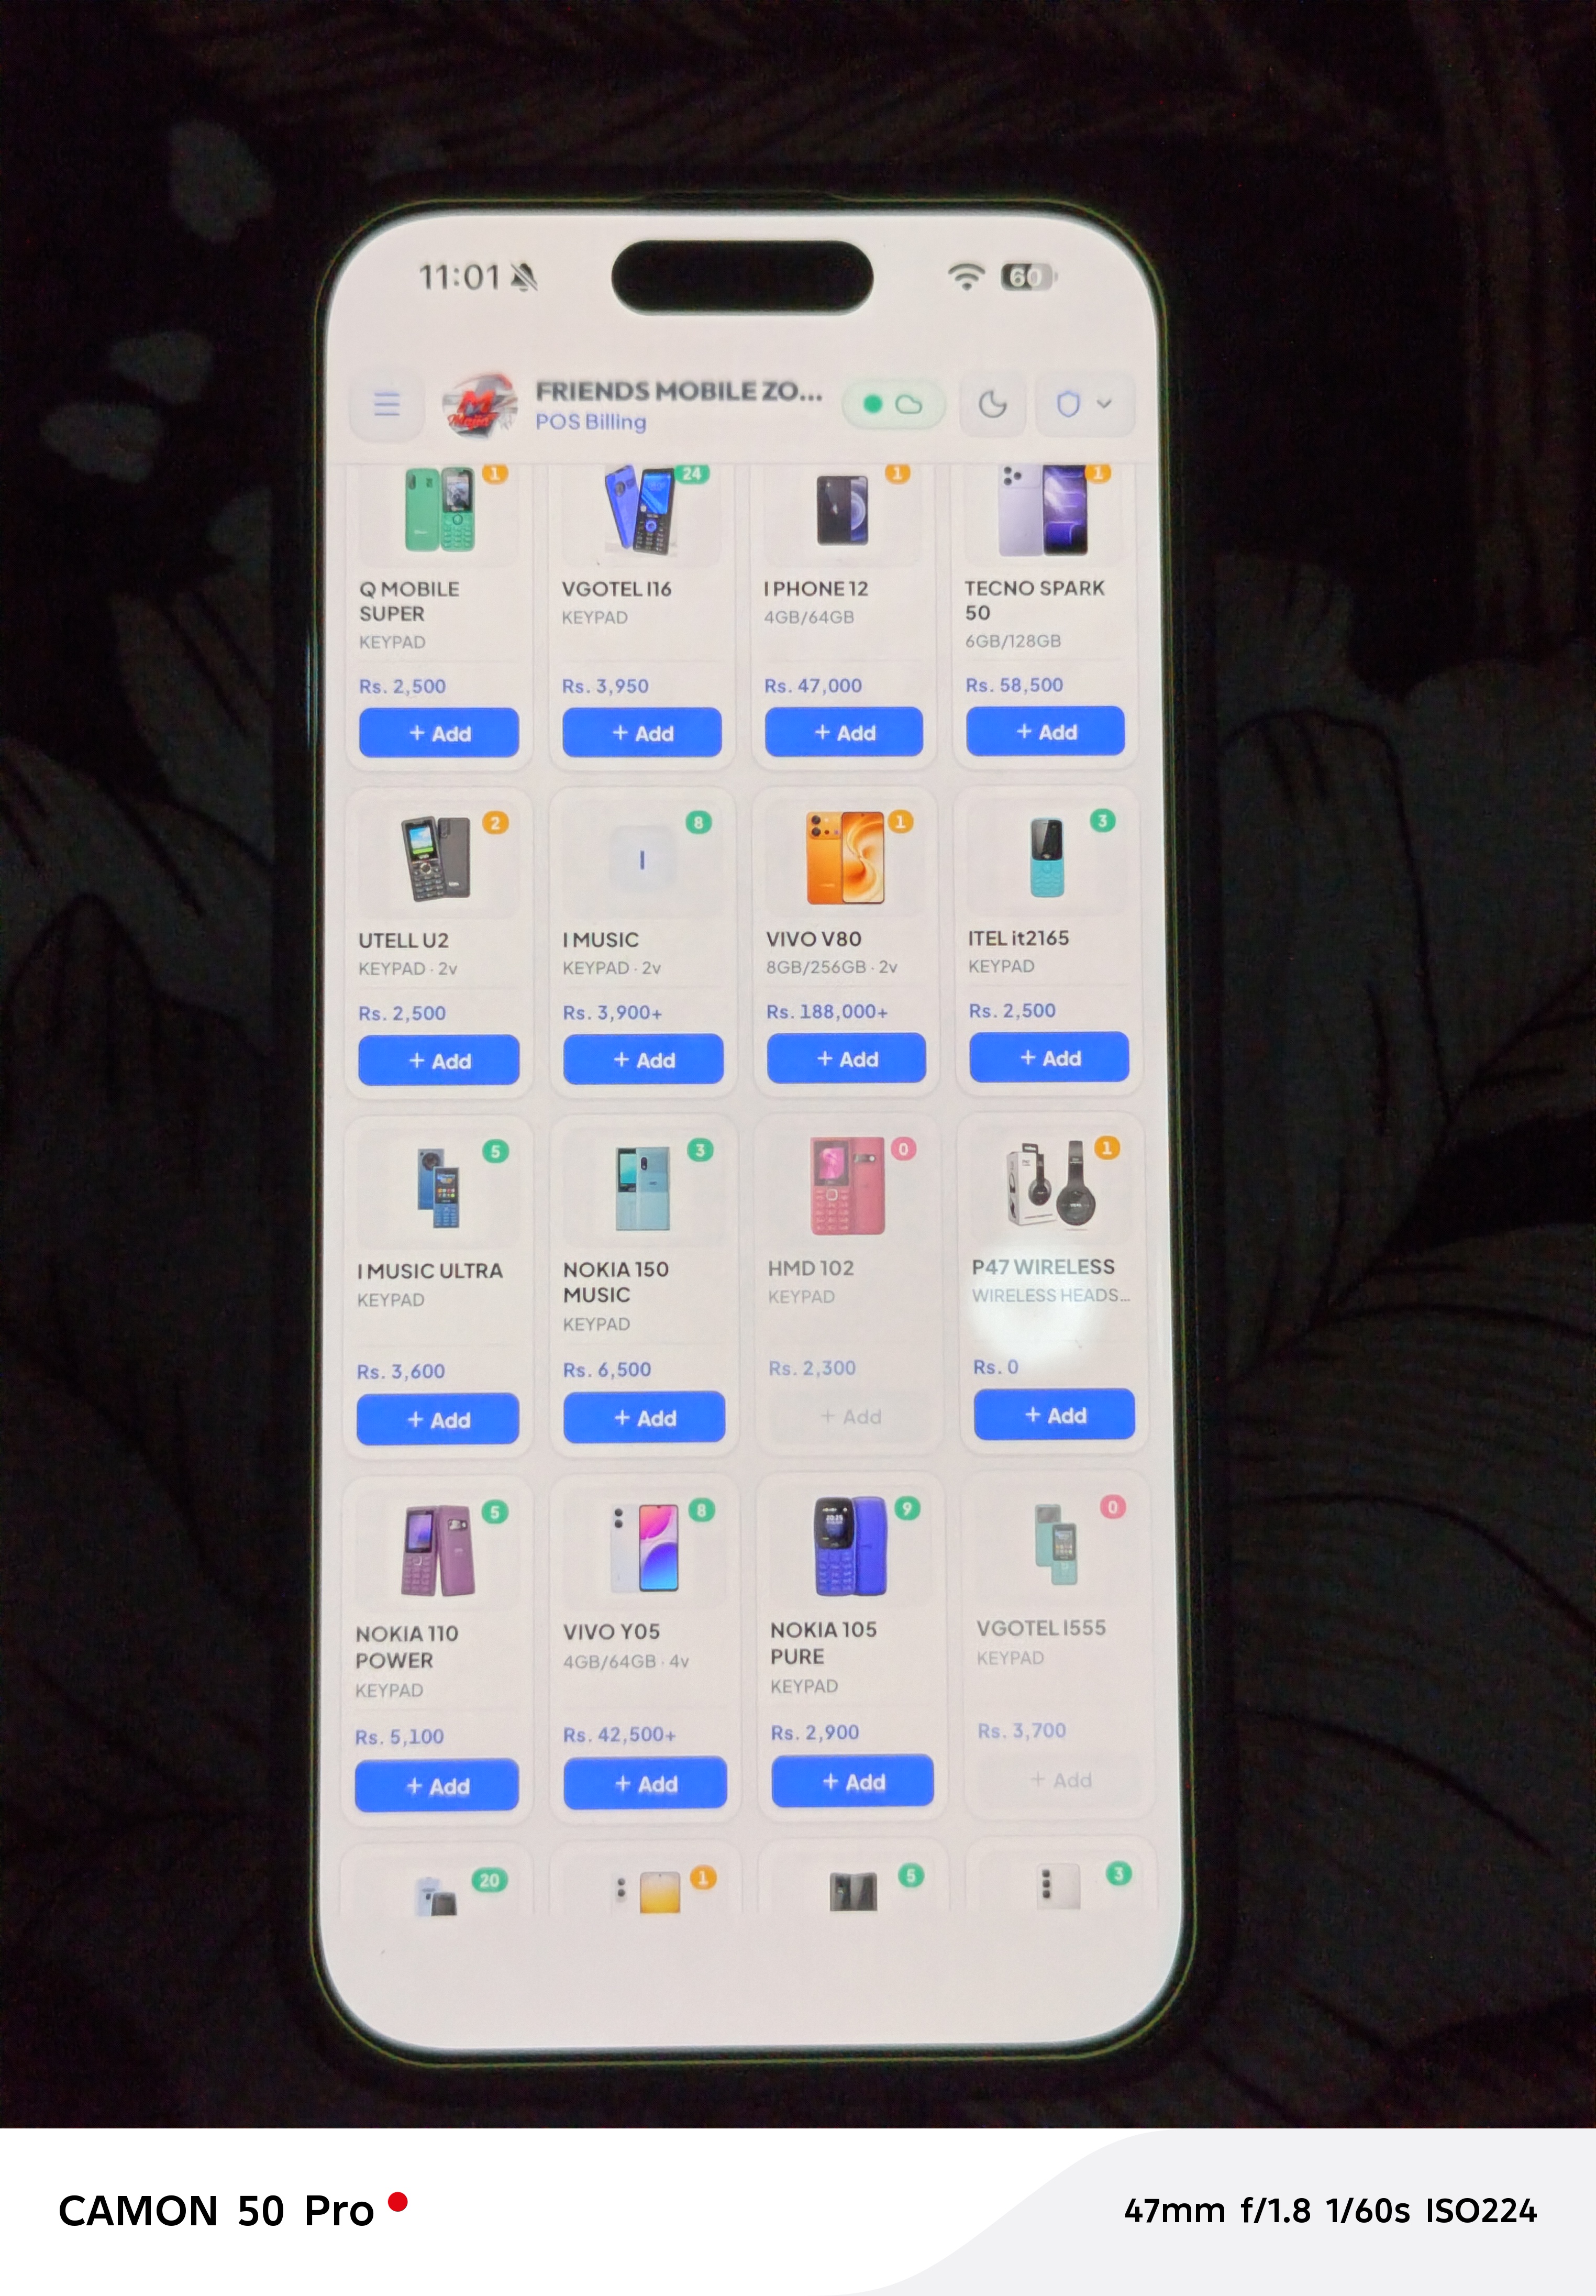 11:01
60
FRIENDS MOBILE ZO...
POS Billing
1
24
1
1
Q MOBILE SUPER
KEYPAD
Rs. 2,500
+ Add
VGOTEL I16
KEYPAD
Rs. 3,950
+ Add
I PHONE 12
4GB/64GB
Rs. 47,000
+ Add
TECNO SPARK 50
6GB/128GB
Rs. 58,500
+ Add
2
UTELL U2
KEYPAD · 2v
Rs. 2,500
+ Add
8
I
I MUSIC
KEYPAD · 2v
Rs. 3,900+
+ Add
1
VIVO V80
8GB/256GB · 2v
Rs. 188,000+
+ Add
3
ITEL it2165
KEYPAD
Rs. 2,500
+ Add
5
I MUSIC ULTRA
KEYPAD
Rs. 3,600
+ Add
3
NOKIA 150 MUSIC
KEYPAD
Rs. 6,500
+ Add
0
HMD 102
KEYPAD
Rs. 2,300
+ Add
1
P47 WIRELESS
WIRELESS HEADS...
Rs. 0
+ Add
5
NOKIA 110 POWER
KEYPAD
Rs. 5,100
+ Add
8
VIVO Y05
4GB/64GB · 4v
Rs. 42,500+
+ Add
9
NOKIA 105 PURE
KEYPAD
Rs. 2,900
+ Add
0
VGOTEL I555
KEYPAD
Rs. 3,700
+ Add
20
1
5
3
CAMON 50 Pro
47mm f/1.8 1/60s ISO224